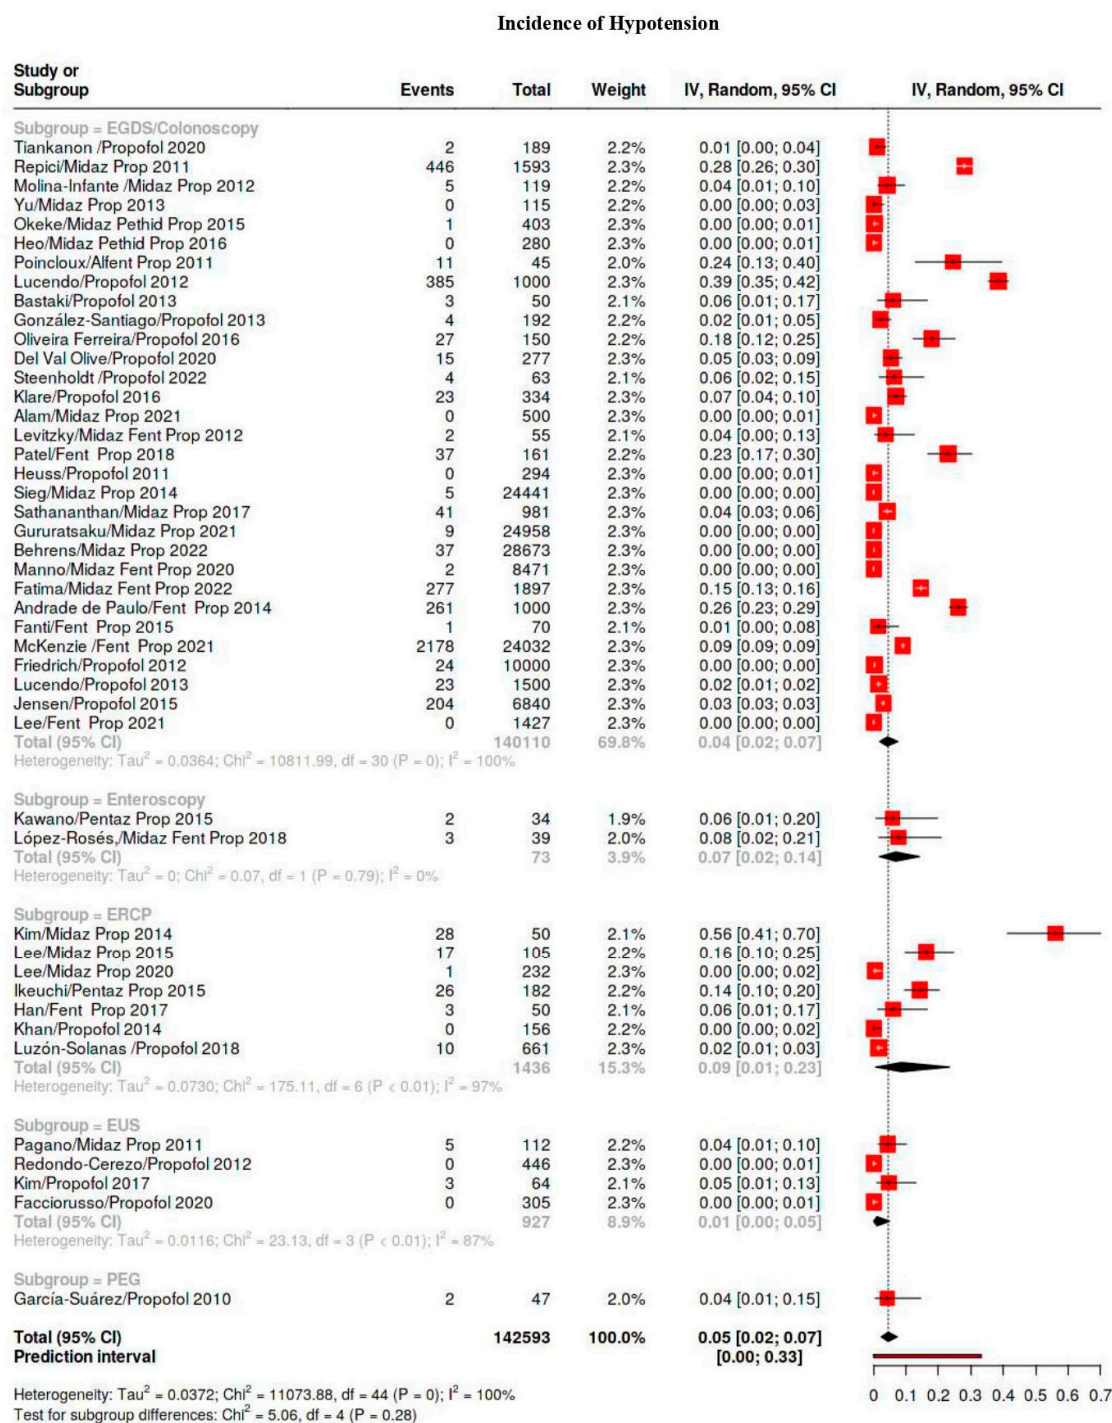 Incidence of Hypotension
Study or
Subgroup Events Total Weight IV, Random, 95% CI IV, Random, 95% CI
Subgroup = EGDS/Colonoscopy
Tiankanon /Propofol 2020 2 189 2.2% 0.01 [0.00; 0.04]
Repici/Midaz Prop 2011 446 1593 2.3% 0.28 [0.26; 0.30]
Molina-Infante /Midaz Prop 2012 5 119 2.2% 0.04 [0.01; 0.10]
Yu/Midaz Prop 2013 0 115 2.2% 0.00 [0.00; 0.03]
Okeke/Midaz Pethid Prop 2015 1 403 2.3% 0.00 [0.00; 0.01]
Heo/Midaz Pethid Prop 2016 0 280 2.3% 0.00 [0.00; 0.01]
Poincloux/Alfent Prop 2011 11 45 2.0% 0.24 [0.13; 0.40]
Lucendo/Propofol 2012 385 1000 2.3% 0.39 [0.35; 0.42]
Bastaki/Propofol 2013 3 50 2.1% 0.06 [0.01; 0.17]
González-Santiago/Propofol 2013 4 192 2.2% 0.02 [0.01; 0.05]
Oliveira Ferreira/Propofol 2016 27 150 2.2% 0.18 [0.12; 0.25]
Del Val Olive/Propofol 2020 15 277 2.3% 0.05 [0.03; 0.09]
Steenholdt /Propofol 2022 4 63 2.1% 0.06 [0.02; 0.15]
Klare/Propofol 2016 23 334 2.3% 0.07 [0.04; 0.10]
Alam/Midaz Prop 2021 0 500 2.3% 0.00 [0.00; 0.01]
Levitzky/Midaz Fent Prop 2012 2 55 2.1% 0.04 [0.00; 0.13]
Patel/Fent Prop 2018 37 161 2.2% 0.23 [0.17; 0.30]
Heuss/Propofol 2011 0 294 2.3% 0.00 [0.00; 0.01]
Sieg/Midaz Prop 2014 5 24441 2.3% 0.00 [0.00; 0.00]
Sathananthan/Midaz Prop 2017 41 981 2.3% 0.04 [0.03; 0.06]
Gururatsaku/Midaz Prop 2021 9 24958 2.3% 0.00 [0.00; 0.00]
Behrens/Midaz Prop 2022 37 28673 2.3% 0.00 [0.00; 0.00]
Manno/Midaz Fent Prop 2020 2 8471 2.3% 0.00 [0.00; 0.00]
Fatima/Midaz Fent Prop 2022 277 1897 2.3% 0.15 [0.13; 0.16]
Andrade de Paulo/Fent Prop 2014 261 1000 2.3% 0.26 [0.23; 0.29]
Fanti/Fent Prop 2015 1 70 2.1% 0.01 [0.00; 0.08]
McKenzie /Fent Prop 2021 2178 24032 2.3% 0.09 [0.09; 0.09]
Friedrich/Propofol 2012 24 10000 2.3% 0.00 [0.00; 0.00]
Lucendo/Propofol 2013 23 1500 2.3% 0.02 [0.01; 0.02]
Jensen/Propofol 2015 204 6840 2.3% 0.03 [0.03; 0.03]
Lee/Fent Prop 2021 0 1427 2.3% 0.00 [0.00; 0.00]
Total (95% CI) 140110 69.8% 0.04 [0.02; 0.07]
Heterogeneity: Tau² = 0.0364; Chi² = 10811.99, df = 30 (P = 0); I² = 100%
Subgroup = Enteroscopy
Kawano/Pentaz Prop 2015 2 34 1.9% 0.06 [0.01; 0.20]
López-Rosés,/Midaz Fent Prop 2018 3 39 2.0% 0.08 [0.02; 0.21]
Total (95% CI) 73 3.9% 0.07 [0.02; 0.14]
Heterogeneity: Tau² = 0; Chi² = 0.07, df = 1 (P = 0.79); I² = 0%
Subgroup = ERCP
Kim/Midaz Prop 2014 28 50 2.1% 0.56 [0.41; 0.70]
Lee/Midaz Prop 2015 17 105 2.2% 0.16 [0.10; 0.25]
Lee/Midaz Prop 2020 1 232 2.3% 0.00 [0.00; 0.02]
Ikeuchi/Pentaz Prop 2015 26 182 2.2% 0.14 [0.10; 0.20]
Han/Fent Prop 2017 3 50 2.1% 0.06 [0.01; 0.17]
Khan/Propofol 2014 0 156 2.2% 0.00 [0.00; 0.02]
Luzón-Solanas /Propofol 2018 10 661 2.3% 0.02 [0.01; 0.03]
Total (95% CI) 1436 15.3% 0.09 [0.01; 0.23]
Heterogeneity: Tau² = 0.0730; Chi² = 175.11, df = 6 (P < 0.01); I² = 97%
Subgroup = EUS
Pagano/Midaz Prop 2011 5 112 2.2% 0.04 [0.01; 0.10]
Redondo-Cerezo/Propofol 2012 0 446 2.3% 0.00 [0.00; 0.01]
Kim/Propofol 2017 3 64 2.1% 0.05 [0.01; 0.13]
Facciorusso/Propofol 2020 0 305 2.3% 0.00 [0.00; 0.01]
Total (95% CI) 927 8.9% 0.01 [0.00; 0.05]
Heterogeneity: Tau² = 0.0116; Chi² = 23.13, df = 3 (P < 0.01); I² = 87%
Subgroup = PEG
García-Suárez/Propofol 2010 2 47 2.0% 0.04 [0.01; 0.15]
Total (95% CI) 142593 100.0% 0.05 [0.02; 0.07]
Prediction interval [0.00; 0.33]
Heterogeneity: Tau² = 0.0372; Chi² = 11073.88, df = 44 (P = 0); I² = 100%
0 0.1 0.2 0.3 0.4 0.5 0.6 0.7
Test for subgroup differences: Chi² = 5.06, df = 4 (P = 0.28)